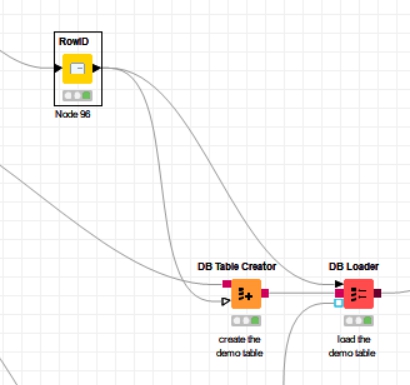 RowID
Node 96
DB Table Creator
DB Loader
create the
demo table
load the
demo table